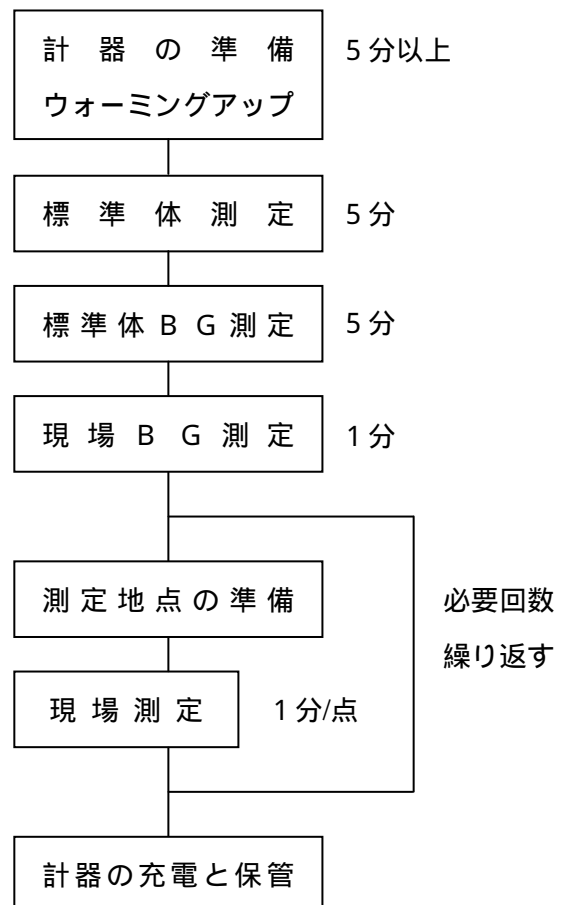 計器の準備 5分以上
ウォーミングアップ
標準体測定 5分
標準体BG測定 5分
現場BG測定 1分
測定地点の準備 必要回数
繰り返す
現場測定 1分/点
計器の充電と保管